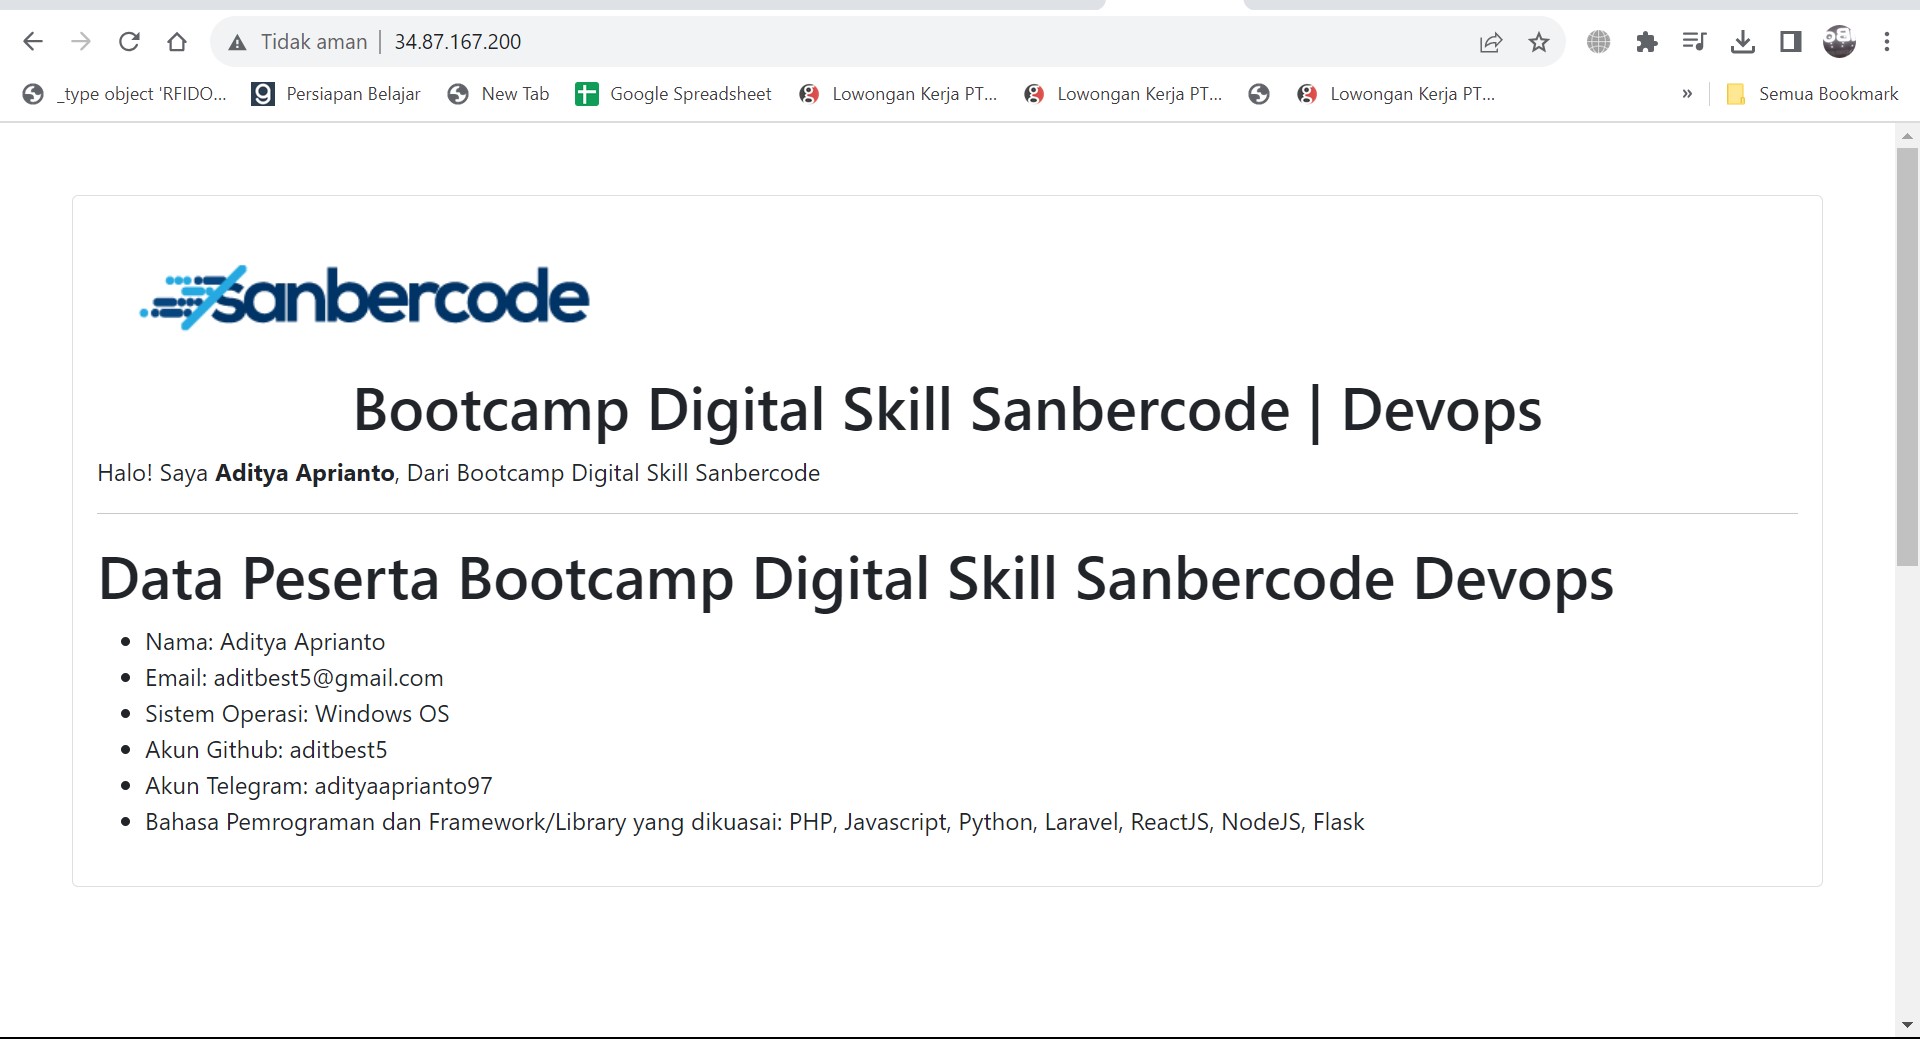 Tidak aman | 34.87.167.200
_type object 'RFIDO... Persiapan Belajar New Tab Google Spreadsheet Lowongan Kerja PT... Lowongan Kerja PT... Lowongan Kerja PT... » Semua Bookmark
sanbercode
Bootcamp Digital Skill Sanbercode | Devops
Halo! Saya Aditya Aprianto, Dari Bootcamp Digital Skill Sanbercode
Data Peserta Bootcamp Digital Skill Sanbercode Devops
• Nama: Aditya Aprianto
• Email: aditbest5@gmail.com
• Sistem Operasi: Windows OS
• Akun Github: aditbest5
• Akun Telegram: adityaaprianto97
• Bahasa Pemrograman dan Framework/Library yang dikuasai: PHP, Javascript, Python, Laravel, ReactJS, NodeJS, Flask